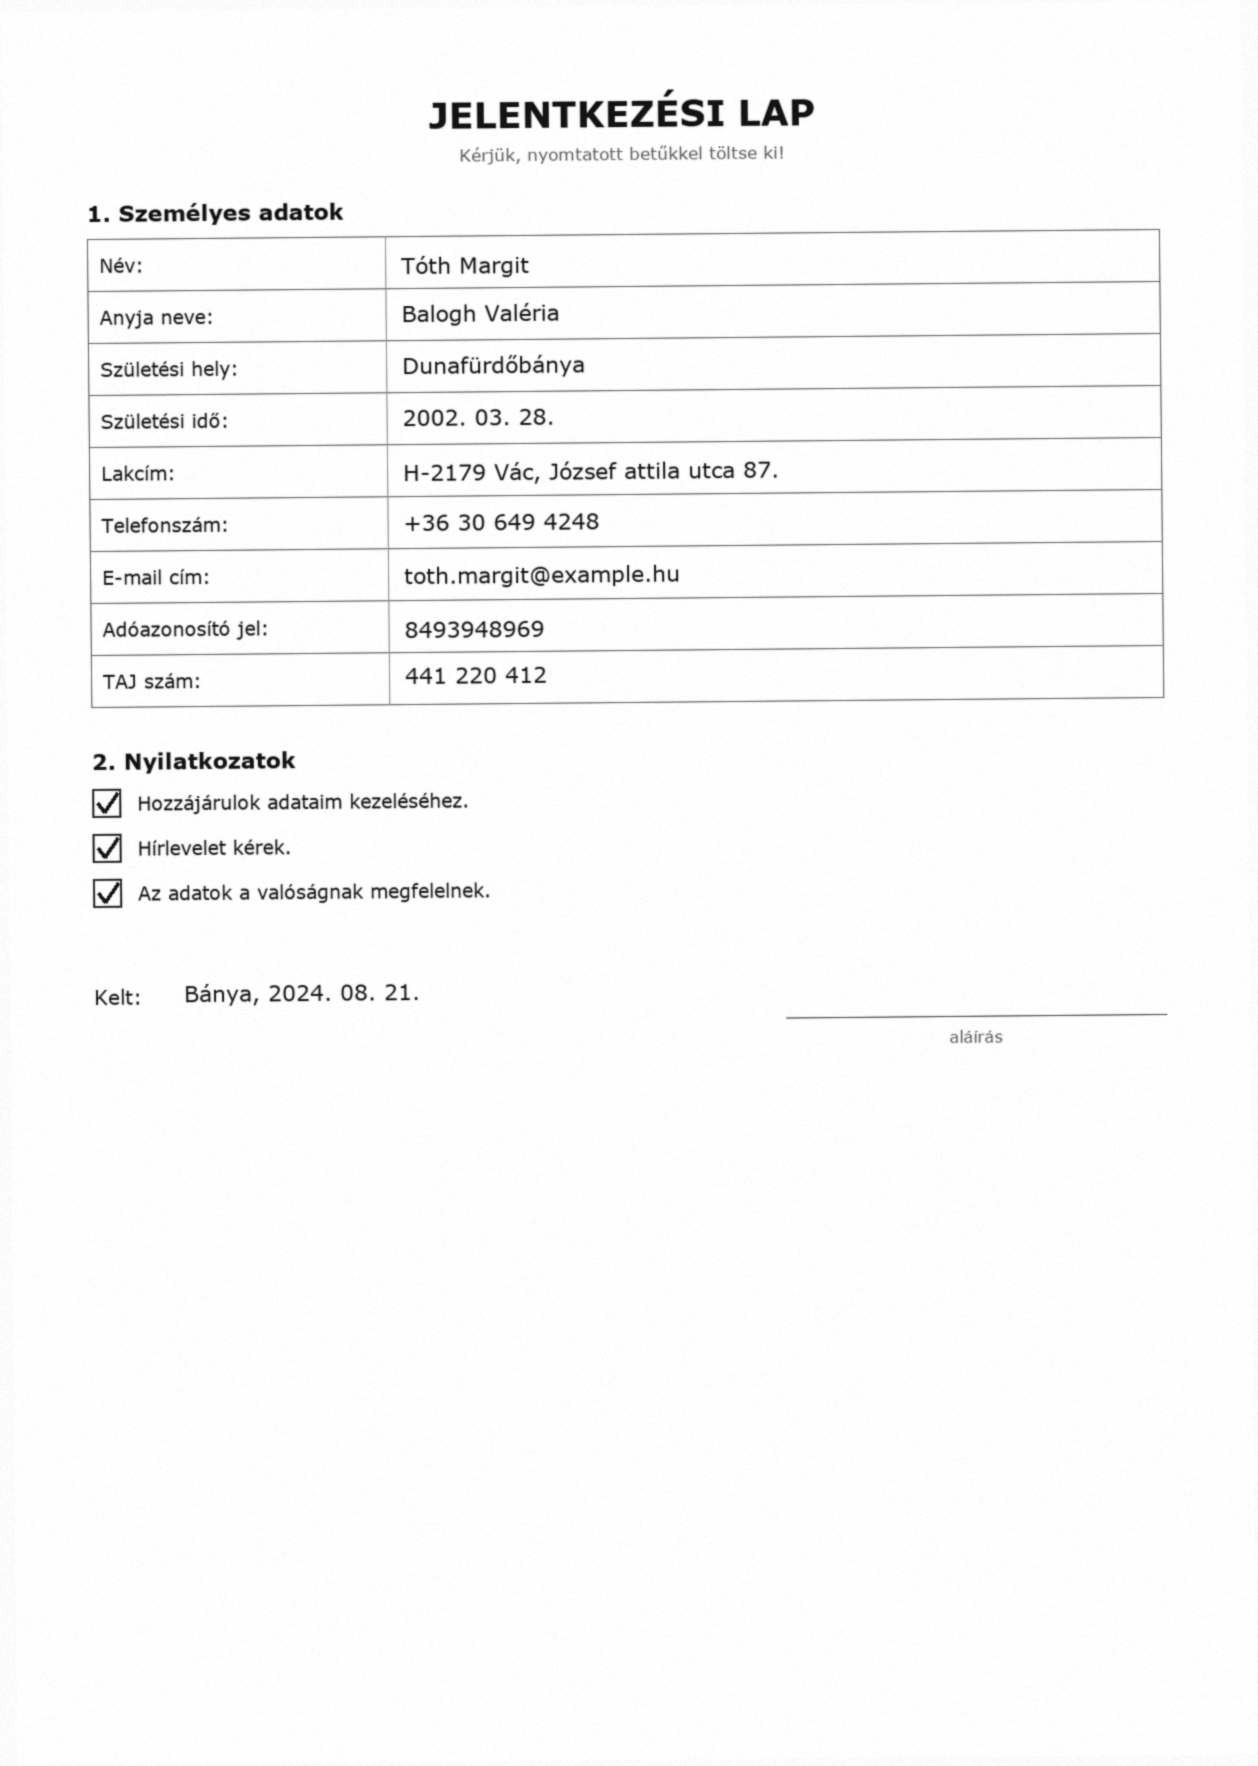 JELENTKEZÉSI LAP
Kérjük, nyomtatott betűkkel töltse ki!
1. Személyes adatok
Név: Tóth Margit
Anyja neve: Balogh Valéria
Születési hely: Dunafürdőbánya
Születési idő: 2002. 03. 28.
Lakcím: H-2179 Vác, József attila utca 87.
Telefonszám: +36 30 649 4248
E-mail cím: toth.margit@example.hu
Adóazonosító jel: 8493948969
TAJ szám: 441 220 412
2. Nyilatkozatok
Hozzájárulok adataim kezeléséhez.
Hírlevelet kérek.
Az adatok a valóságnak megfelelnek.
Kelt: Bánya, 2024. 08. 21.
aláírás